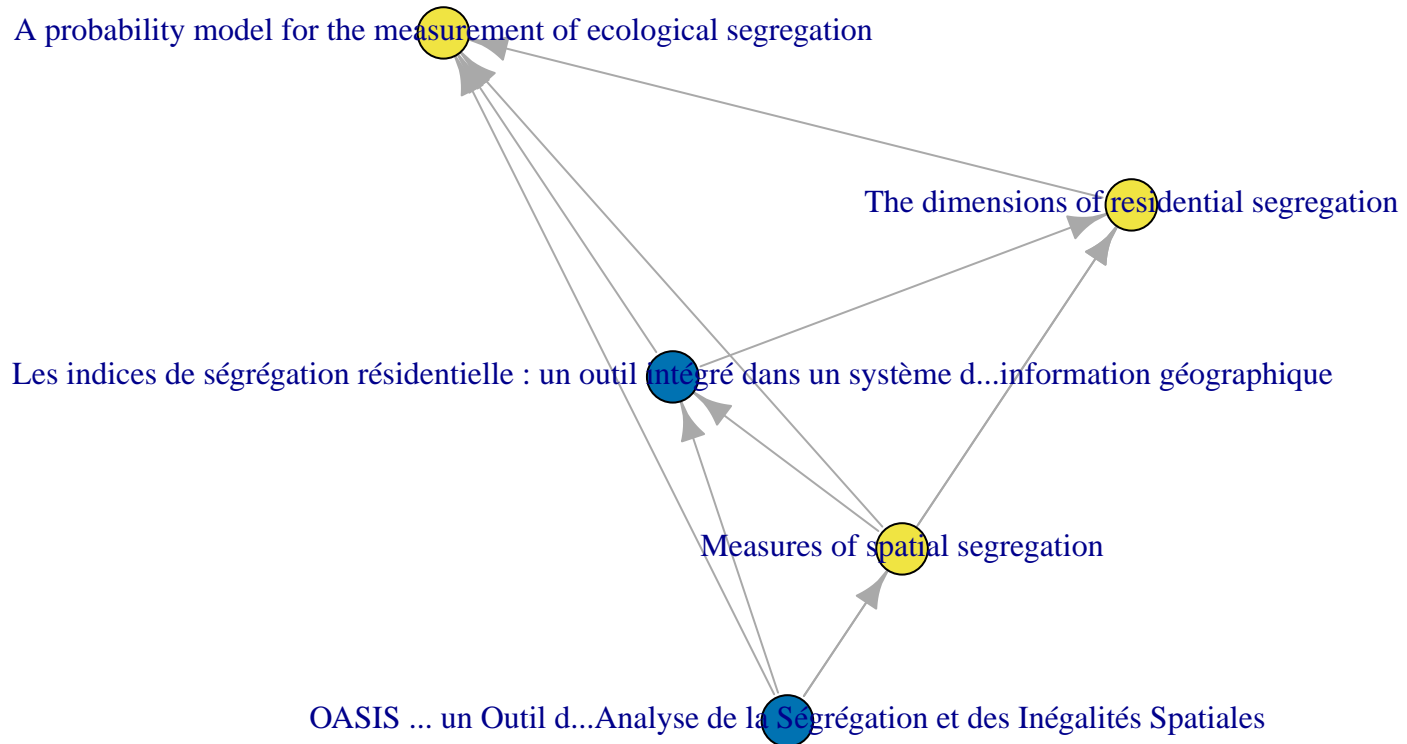 A probability model for the measurement of ecological segregation
The dimensions of residential segregation
Les indices de ségrégation résidentielle : un outil intégré dans un système d...information géographique
Measures of spatial segregation
OASIS ... un Outil d...Analyse de la Ségrégation et des Inégalités Spatiales